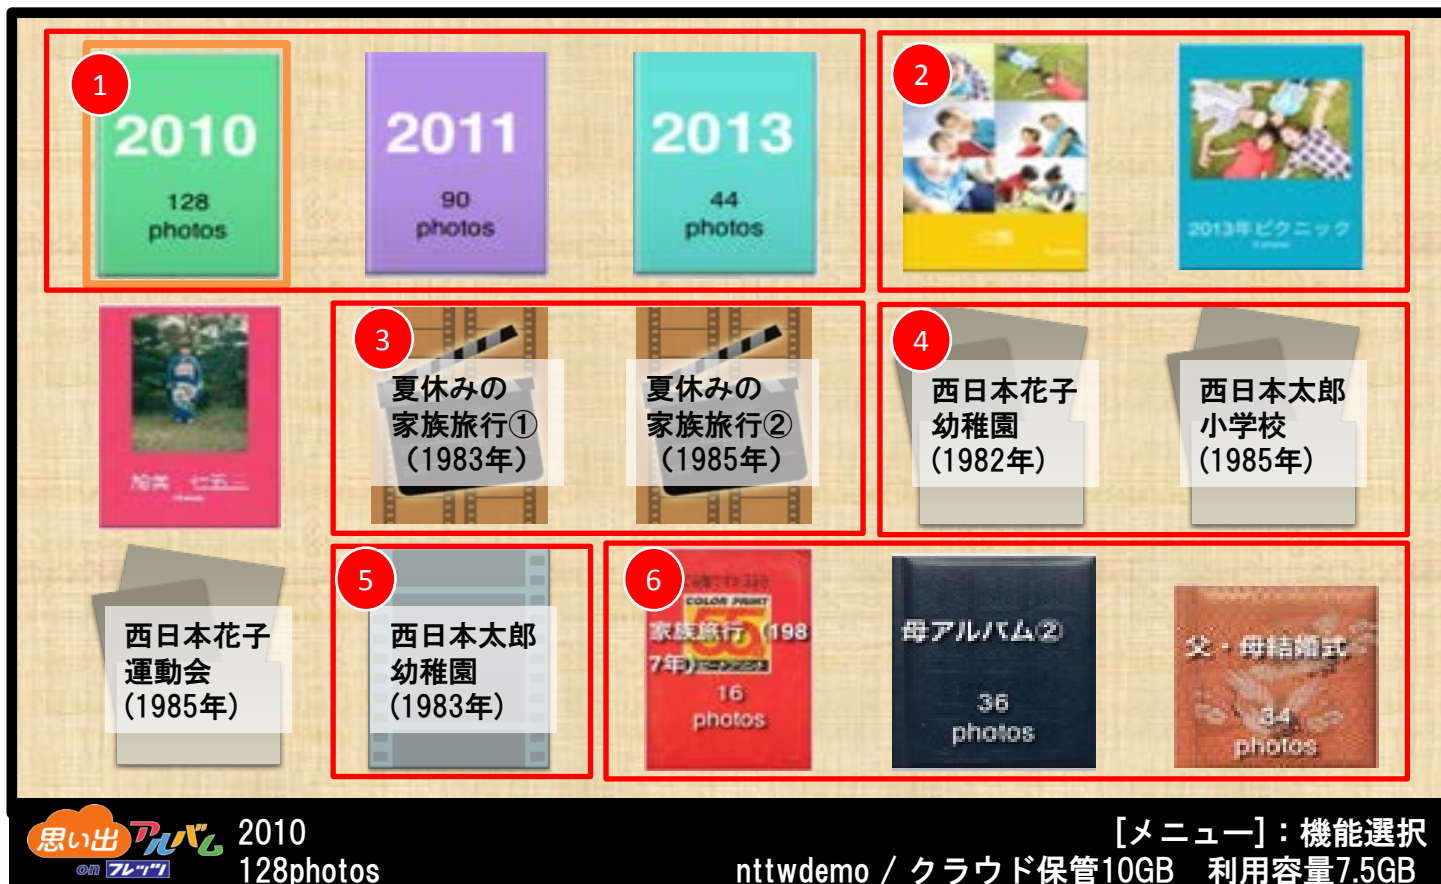 1
2010
128
photos
2011
90
photos
2013
44
photos
2
2013年ピクニック
七五三
3
夏休みの
家族旅行①
(1983年)
夏休みの
家族旅行②
(1985年)
4
西日本花子
幼稚園
(1982年)
西日本太郎
小学校
(1985年)
西日本花子
運動会
(1985年)
5
西日本太郎
幼稚園
(1983年)
6
COLOR PRINT
家族旅行 (198
7年)
16
photos
母アルバム②
36
photos
父・母結婚式
34
photos
思い出アルバム
on フレッツ
2010
128photos
[メニュー]:機能選択
nttwdemo / クラウド保管10GB 利用容量7.5GB